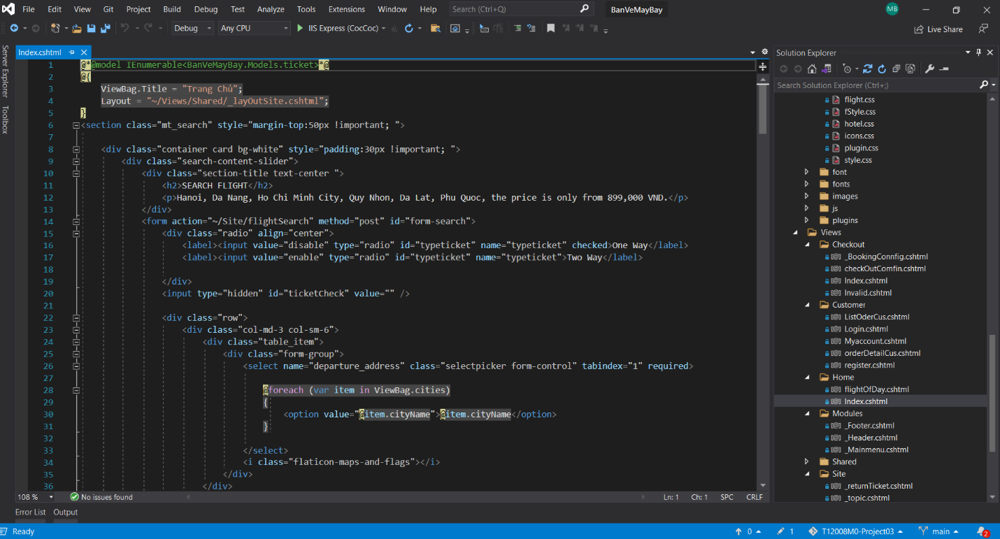 File Edit View Git Project Build Debug Test Analyze Tools Extensions Window Help Search (Ctrl+Q) BanVeMayBay MB
Debug Any CPU IIS Express (CocCoc) Live Share
Server Explorer
Toolbox
Index.cshtml
1 @*@model IEnumerable<BanVeMayBay.Models.ticket>*@
2 @{
3 ViewBag.Title = "Trang Chủ";
4 Layout = "~/Views/Shared/_layOutSite.cshtml";
5 }
6 <section class="mt_search" style="margin-top:50px !important; ">
7
8 <div class="container card bg-white" style="padding:30px !important; ">
9 <div class="search-content-slider">
10 <div class="section-title text-center ">
11 <h2>SEARCH FLIGHT</h2>
12 <p>Hanoi, Da Nang, Ho Chi Minh City, Quy Nhon, Da Lat, Phu Quoc, the price is only from 899,000 VND.</p>
13 </div>
14 <form action="~/Site/flightSearch" method="post" id="form-search">
15 <div class="radio" align="center">
16 <label><input value="disable" type="radio" id="typeticket" name="typeticket" checked>One Way</label>
17 <label><input value="enable" type="radio" id="typeticket" name="typeticket">Two Way</label>
18
19 </div>
20 <input type="hidden" id="ticketCheck" value="" />
21
22 <div class="row">
23 <div class="col-md-3 col-sm-6">
24 <div class="table_item">
25 <div class="form-group">
26 <select name="departure_address" class="selectpicker form-control" tabindex="1" required>
27
28 @foreach (var item in ViewBag.cities)
29 {
30 <option value="@item.cityName">@item.cityName</option>
31 }
32
33 </select>
34 <i class="flaticon-maps-and-flags"></i>
35 </div>
36 </div>
108 % No issues found Ln: 1 Ch: 1 SPC CRLF
Error List Output
Solution Explorer
Search Solution Explorer (Ctrl+;)
flight.css
fStyle.css
hotel.css
icons.css
plugin.css
style.css
font
fonts
images
js
plugins
Views
Checkout
_BookingConnfig.cshtml
checkOutComfin.cshtml
Index.cshtml
Invalid.cshtml
Customer
ListOderCus.cshtml
Login.cshtml
Myaccount.cshtml
orderDetailCus.cshtml
register.cshtml
Home
flightOfDay.cshtml
Index.cshtml
Modules
_Footer.cshtml
_Header.cshtml
_Mainmenu.cshtml
Shared
Site
_returnTicket.cshtml
_topic.cshtml
Ready 0 1 T12008M0-Project03 main 2